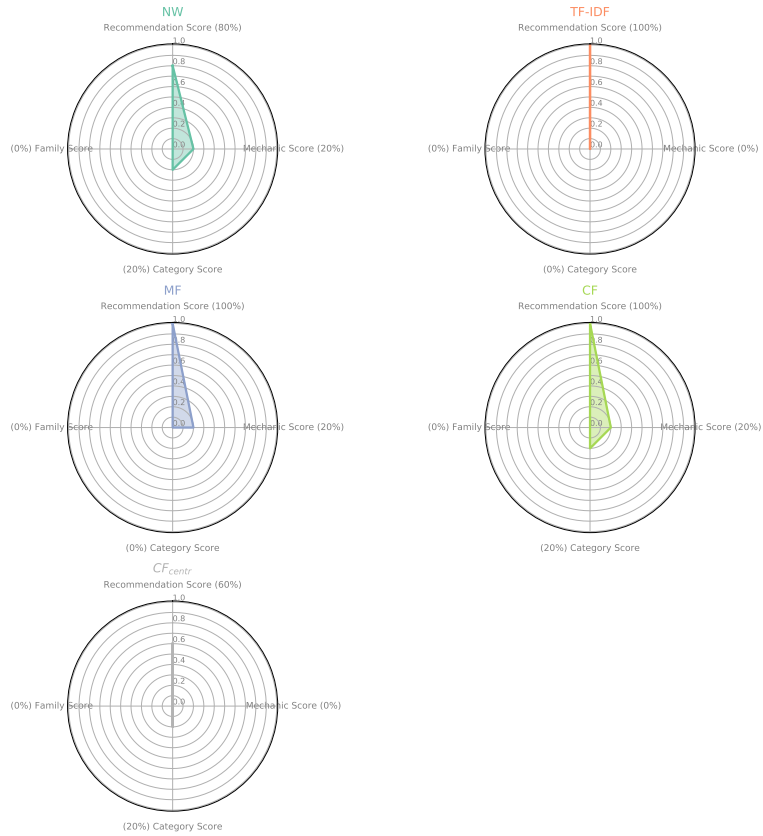 NW
Recommendation Score (80%)
1.0
0.8
0.6
0.4
0.2
0.0
(0%) Family Score
Mechanic Score (20%)
(20%) Category Score
TF-IDF
Recommendation Score (100%)
1.0
0.8
0.6
0.4
0.2
0.0
(0%) Family Score
Mechanic Score (0%)
(0%) Category Score
MF
Recommendation Score (100%)
1.0
0.8
0.6
0.4
0.2
0.0
(0%) Family Score
Mechanic Score (20%)
(0%) Category Score
CF
Recommendation Score (100%)
1.0
0.8
0.6
0.4
0.2
0.0
(0%) Family Score
Mechanic Score (20%)
(20%) Category Score
CFcentr
Recommendation Score (60%)
1.0
0.8
0.6
0.4
0.2
0.0
(0%) Family Score
Mechanic Score (0%)
(20%) Category Score